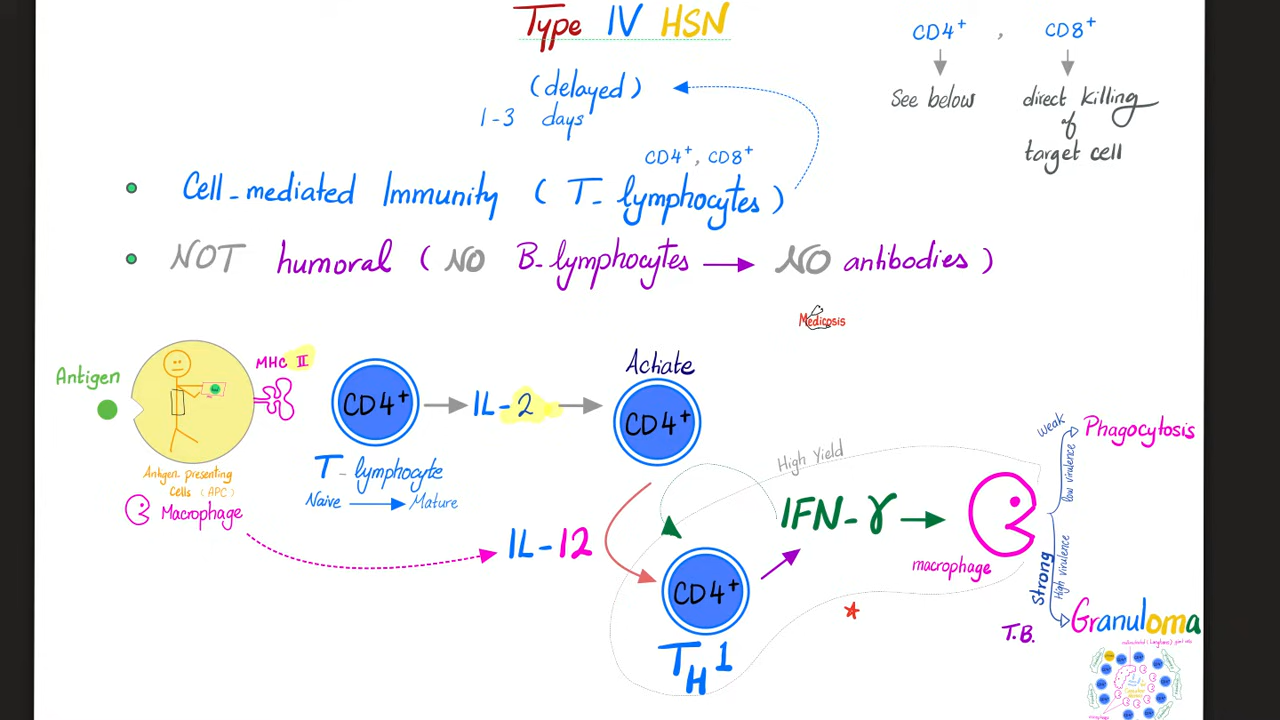 Type IV HSN
(delayed)
1-3 days
CD4+ , CD8+
See below
direct killing
of
target cell
CD4+, CD8+
Cell-mediated Immunity ( T-lymphocytes )
NOT humoral ( NO B-lymphocytes → NO antibodies )
Medicosis
Antigen
MHC II
Antigen presenting
Cells (APC)
Macrophage
CD4+
T-lymphocyte
Naive → Mature
IL-2
Activate
CD4+
IL-12
CD4+
TH1
High Yield
IFN-γ
macrophage
weak
low virulence
Phagocytosis
Strong
High virulence
T.B.
Granuloma